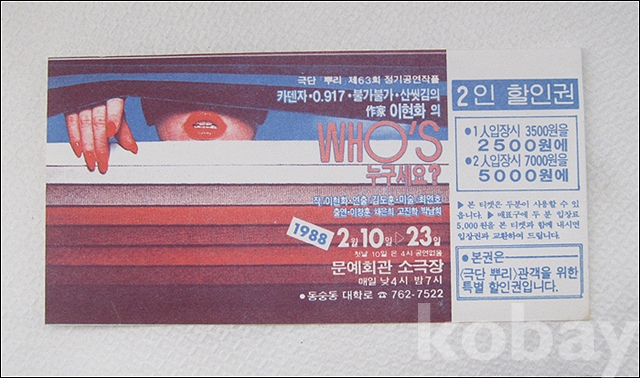 극단 뿌리 제63회 정기공연작품
카덴자·0.917·불가불가·산씻김의
作家 이현화 의
WHO'S
누구세요?
작·이현화·연출·김도훈·미술·최연호
출연·이창훈 채은희 고진학 박남희
1988
2월 10일 ▷ 23일
첫날 10일 은 4시 공연없음
문예회관 소극장
매일 낮4시 밤7시
● 동숭동 대학로 ☎ 762-7522
2인 할인권
●1人입장시 3500원을
2500원에
●2人입장시 7000원을
5000원에
▶ 본 티켓은 두분이 사용할 수 있
읍니다. ▶ 매표구에 두 분 입장료
5,000원을 본 티켓과 함께 내시면
입장권과 교환하여 드립니다.
●본권은
〈극단 뿌리〉관객을 위한
특별 할인권입니다.
kobay